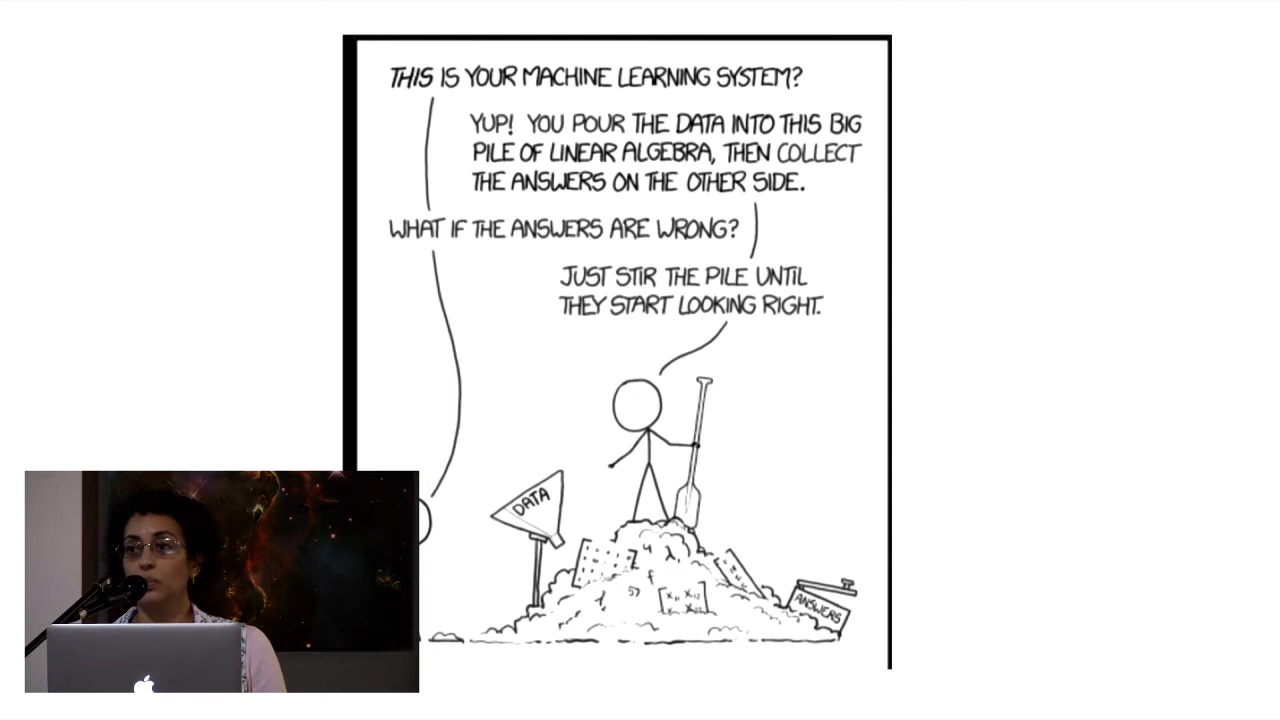 THIS IS YOUR MACHINE LEARNING SYSTEM?
YUP! YOU POUR THE DATA INTO THIS BIG
PILE OF LINEAR ALGEBRA, THEN COLLECT
THE ANSWERS ON THE OTHER SIDE.
WHAT IF THE ANSWERS ARE WRONG?
JUST STIR THE PILE UNTIL
THEY START LOOKING RIGHT.
DATA
ANSWERS